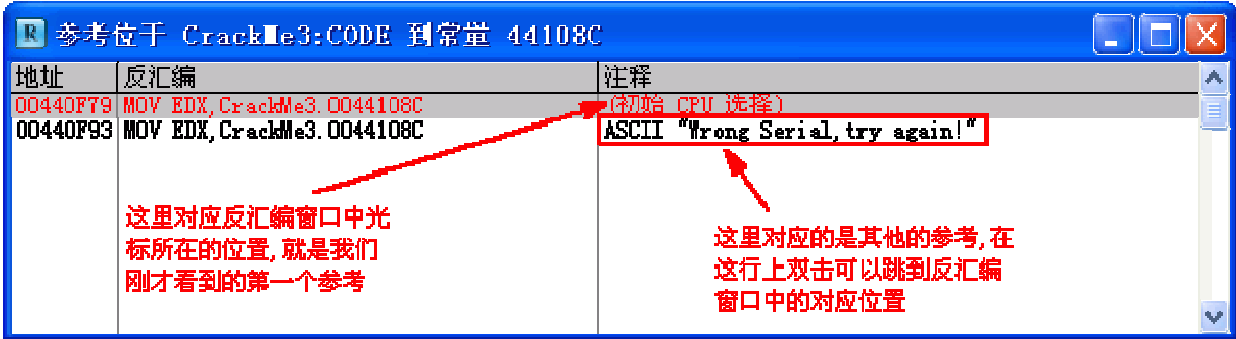 R 参考位于 CrackMe3:CODE 到常量 44108C
地址 反汇编 注释
00440F79 MOV EDX,CrackMe3.0044108C (初始 CPU 选择)
00440F93 MOV EDX,CrackMe3.0044108C ASCII "Wrong Serial,try again!"
这里对应反汇编窗口中光
标所在的位置,就是我们
刚才看到的第一个参考
这里对应的是其他的参考,在
这行上双击可以跳到反汇编
窗口中的对应位置